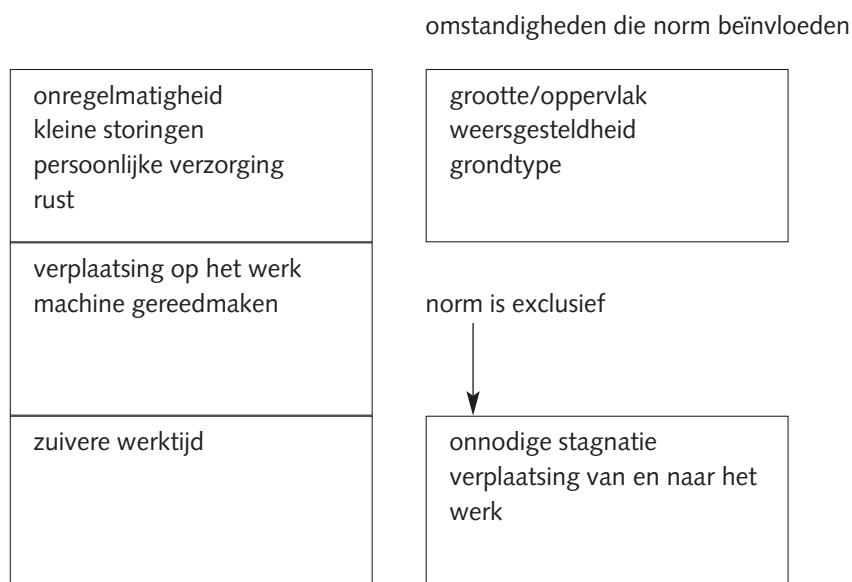 omstandigheden die norm beïnvloeden
onregelmatigheid
kleine storingen
persoonlijke verzorging
rust
grootte/oppervlak
weersgesteldheid
grondtype
verplaatsing op het werk
machine gereedmaken
norm is exclusief
zuivere werktijd
onnodige stagnatie
verplaatsing van en naar het
werk